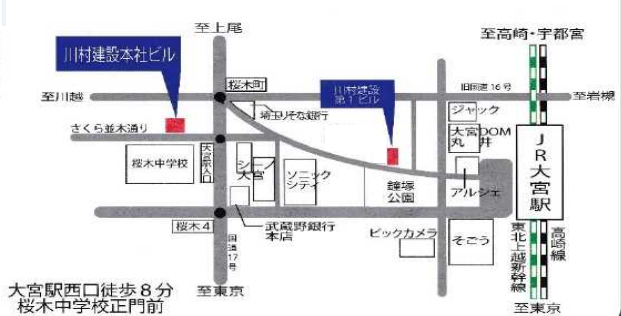 至上尾
至高崎・宇都宮
川村建設本社ビル
桜木町
川村建設
第1ビル
旧国道16号
至川越
至岩槻
埼玉りそな銀行
ジャック
さくら並木通り
大宮
丸井
DOM
JR大宮駅
桜木中学校
大宮駅入口
シーノ
大宮
ソニック
シティ
鐘塚
公園
アルシェ
桜木4
武蔵野銀行
本店
国道17号
ビックカメラ
そごう
東北上越新幹線
高崎線
大宮駅西口徒歩8分
桜木中学校正門前
至東京
至東京